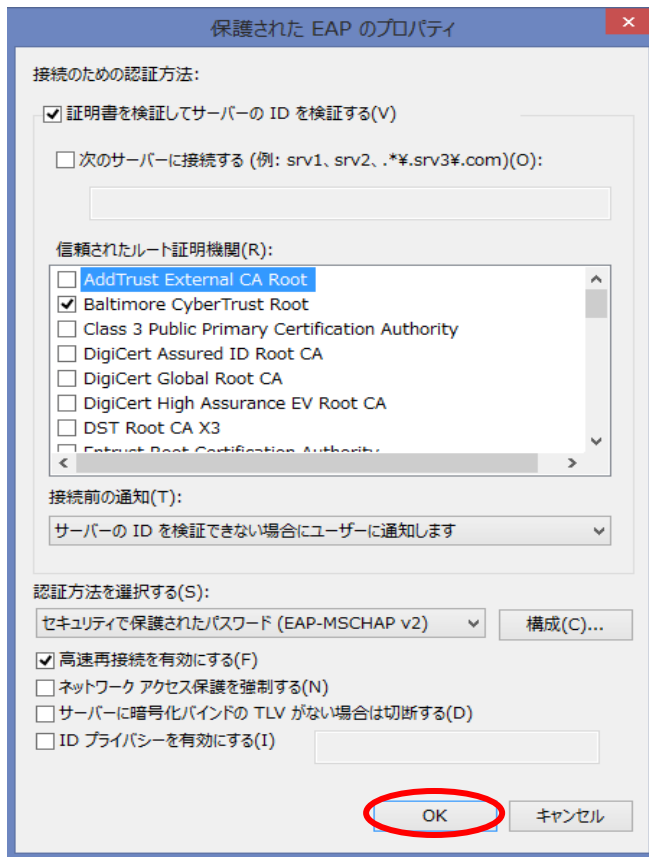 保護された EAP のプロパティ
接続のための認証方法:
証明書を検証してサーバーの ID を検証する(V)
次のサーバーに接続する (例: srv1、srv2、.*¥.srv3¥.com)(O):
信頼されたルート証明機関(R):
AddTrust External CA Root
Baltimore CyberTrust Root
Class 3 Public Primary Certification Authority
DigiCert Assured ID Root CA
DigiCert Global Root CA
DigiCert High Assurance EV Root CA
DST Root CA X3
Entrust Root Certification Authority
接続前の通知(T):
サーバーの ID を検証できない場合にユーザーに通知します
認証方法を選択する(S):
セキュリティで保護されたパスワード (EAP-MSCHAP v2)
構成(C)...
高速再接続を有効にする(F)
ネットワーク アクセス保護を強制する(N)
サーバーに暗号化バインドの TLV がない場合は切断する(D)
ID プライバシーを有効にする(I)
OK
キャンセル